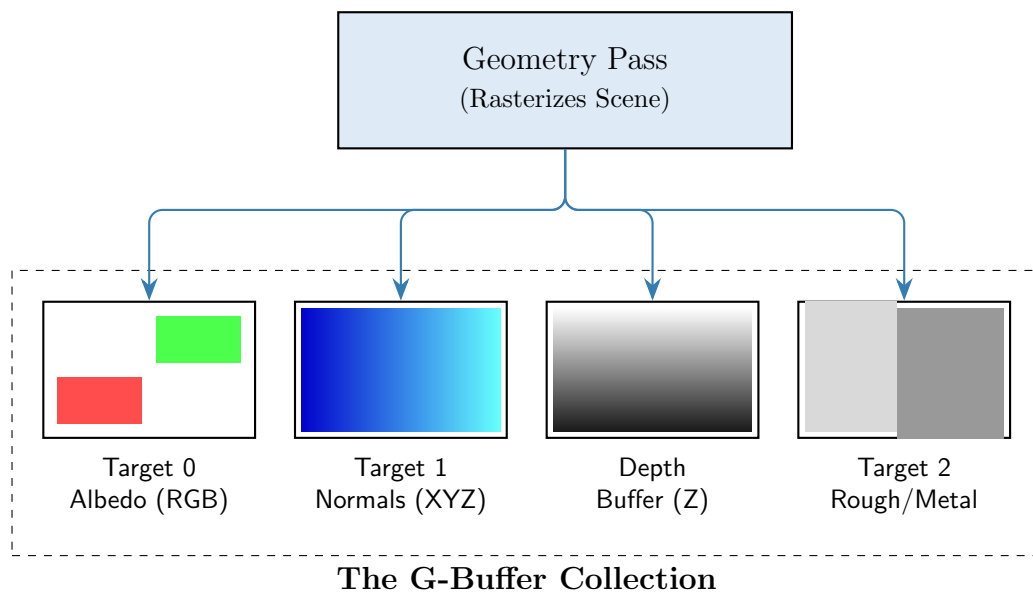 Geometry Pass
(Rasterizes Scene)
Target 0
Albedo (RGB)
Target 1
Normals (XYZ)
Depth
Buffer (Z)
Target 2
Rough/Metal
The G-Buffer Collection